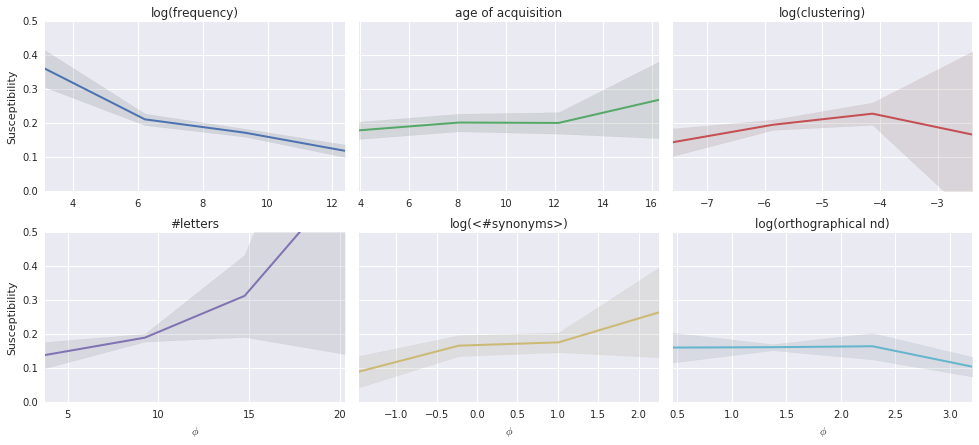 log(frequency)
age of acquisition
log(clustering)
Susceptibility
0.5
0.4
0.3
0.2
0.1
0.0
4 6 8 10 12
4 6 8 10 12 14 16
−7 −6 −5 −4 −3
#letters
log(<#synonyms>)
log(orthographical nd)
Susceptibility
0.5
0.4
0.3
0.2
0.1
0.0
5 10 15 20
−1.0 −0.5 0.0 0.5 1.0 1.5 2.0
0.5 1.0 1.5 2.0 2.5 3.0
ϕ ϕ ϕ